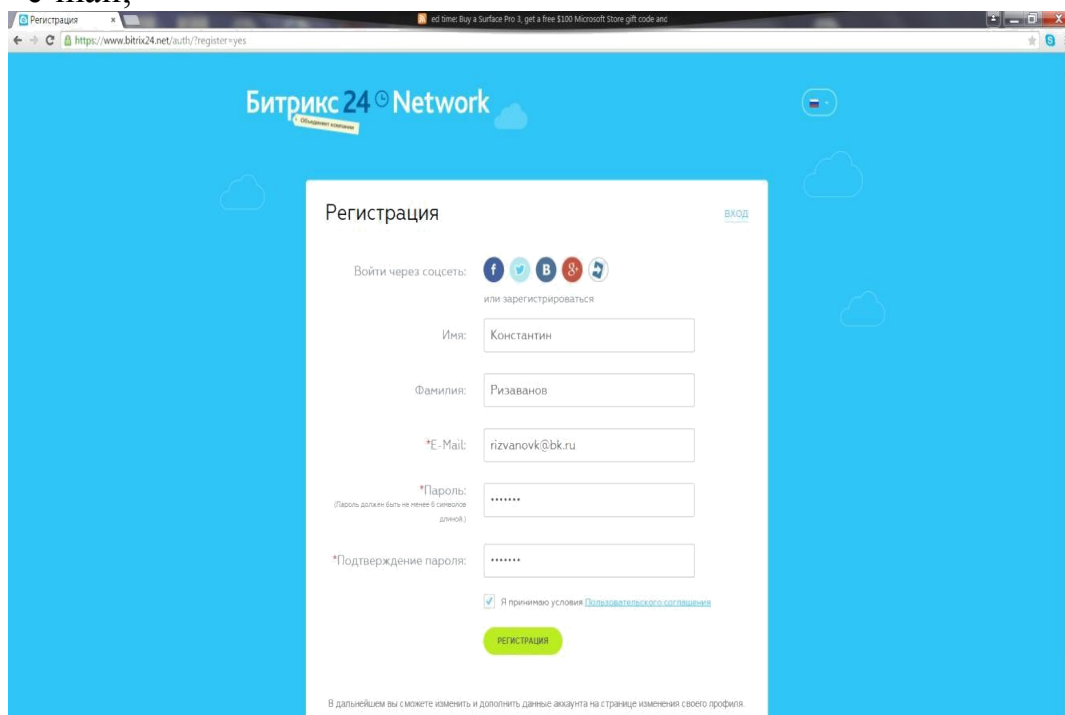 e-mail;
Регистрация
ed time: Buy a Surface Pro 3, get a free $100 Microsoft Store gift code and
https://www.bitrix24.net/auth/?register=yes
Битрикс 24 Network
Объединяет компании
Регистрация
вход
Войти через соцсеть:
или зарегистрироваться
Имя: Константин
Фамилия: Ризаванов
*E-Mail: rizvanovk@bk.ru
*Пароль: •••••••
(Пароль должен быть не менее 6 символов
длиной.)
*Подтверждение пароля: •••••••
Я принимаю условия Пользовательского соглашения
РЕГИСТРАЦИЯ
В дальнейшем вы сможете изменить и дополнить данные аккаунта на странице изменения своего профиля.